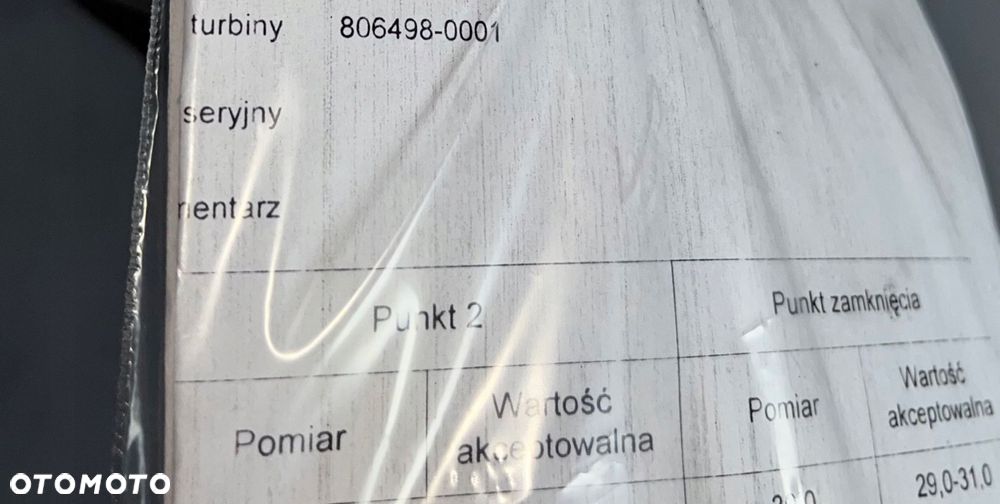 turbiny 806498-0001
seryjny
nentarz
Punkt 2 Punkt zamknięcia
Pomiar Wartość akceptowalna Pomiar Wartość akceptowalna
29,0-31,0
OTOMOTO